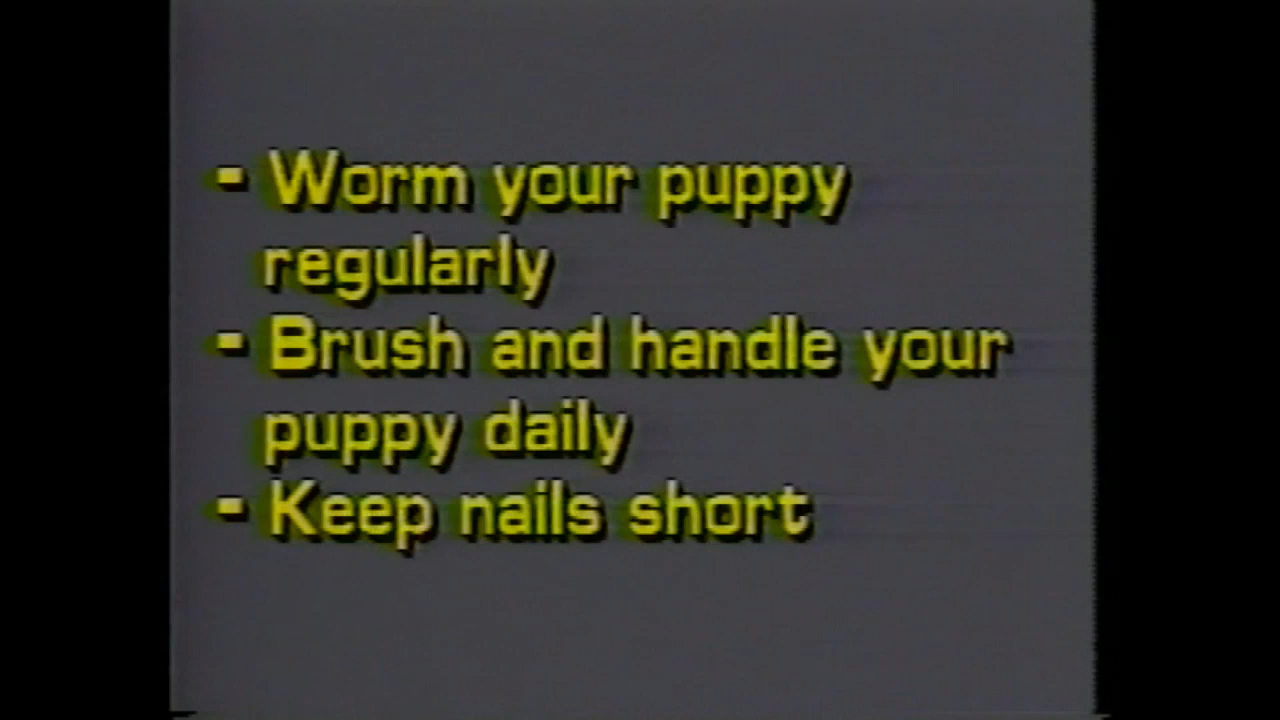 - Worm your puppy
regularly
- Brush and handle your
puppy daily
- Keep nails short